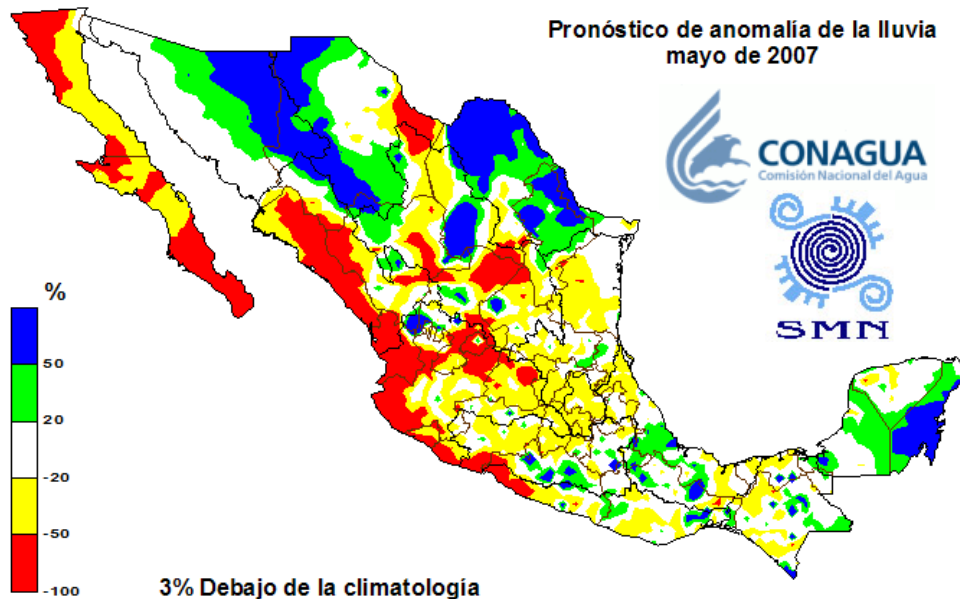 Pronóstico de anomalía de la lluvia
mayo de 2007
CONAGUA
Comisión Nacional del Agua
SMN
%
50
20
-20
-50
-100
3% Debajo de la climatología